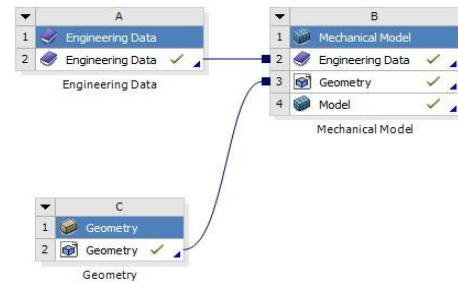 A
1 Engineering Data
2 Engineering Data
Engineering Data
B
1 Mechanical Model
2 Engineering Data
3 Geometry
4 Model
Mechanical Model
C
1 Geometry
2 Geometry
Geometry